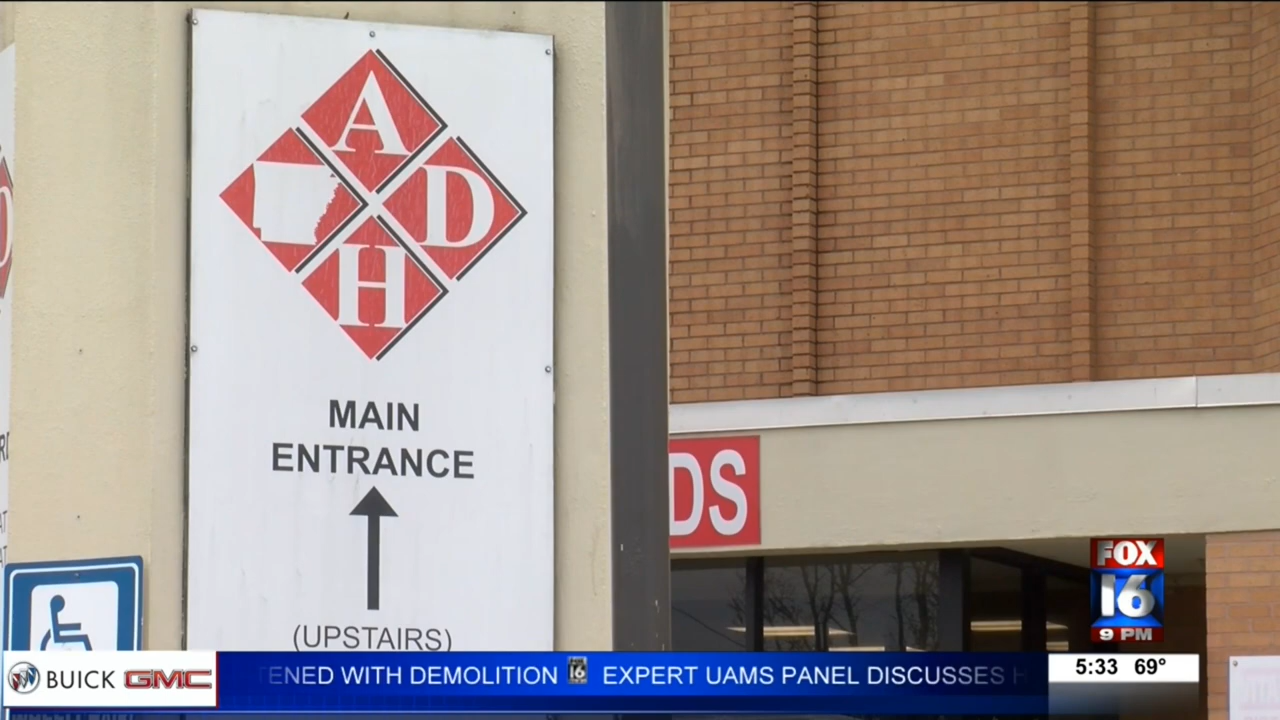 A
D
H
MAIN
ENTRANCE
(UPSTAIRS)
DS
FOX
16
9 PM
BUICK GMC
TENED WITH DEMOLITION 16 EXPERT UAMS PANEL DISCUSSES H
5:33 69°